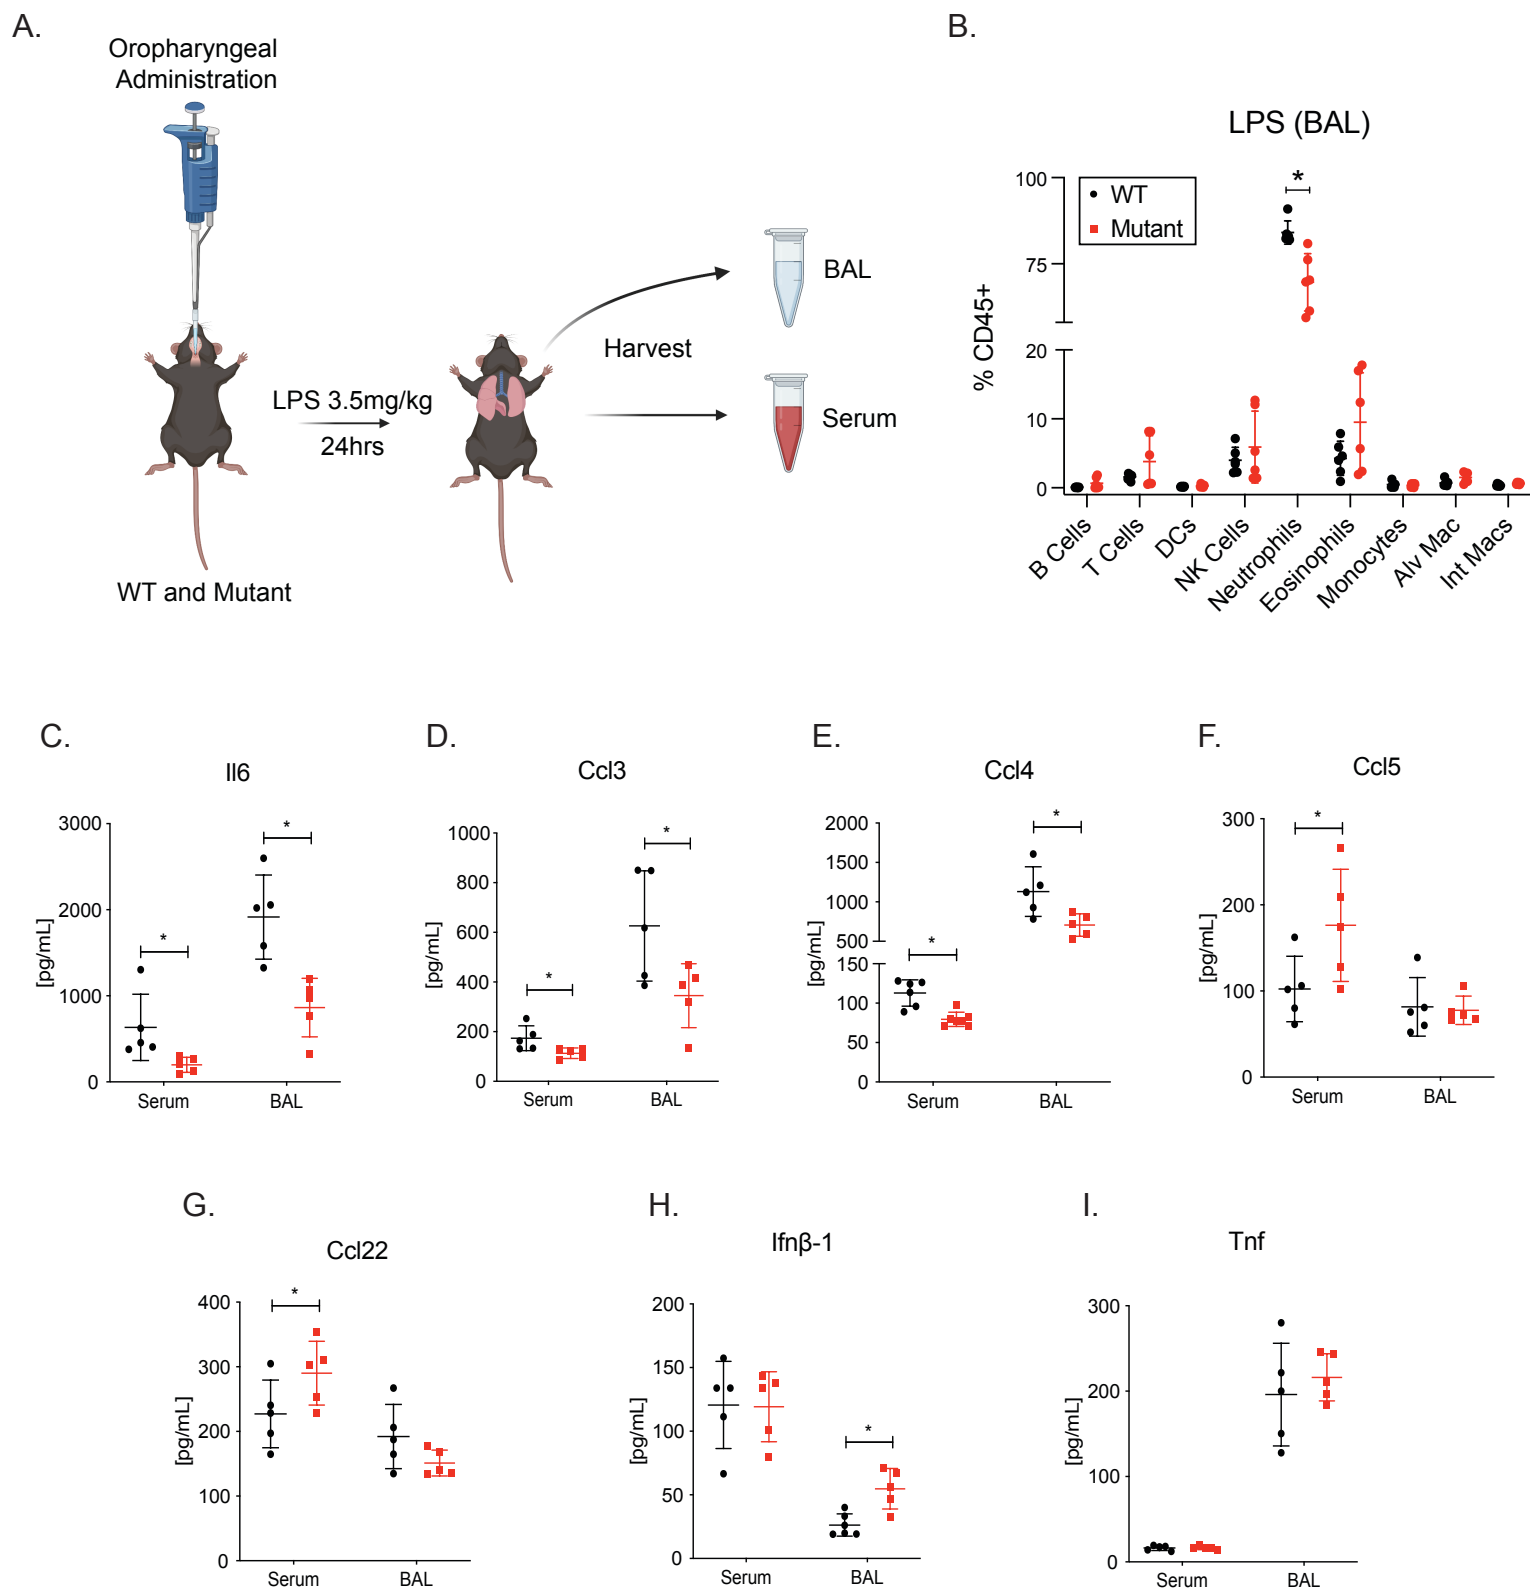 A.
Oropharyngeal
Administration
LPS 3.5mg/kg
24hrs
WT and Mutant
Harvest
BAL
Serum
B.
LPS (BAL)
WT
Mutant
*
% CD45+
100
75
20
10
0
B Cells
T Cells
DCs
NK Cells
Neutrophils
Eosinophils
Monocytes
Alv Mac
Int Macs
C.
Il6
[pg/mL]
3000
2000
1000
0
*
*
Serum
BAL
D.
Ccl3
[pg/mL]
1000
800
600
400
200
0
*
*
Serum
BAL
E.
Ccl4
[pg/mL]
2000
1500
1000
500
150
100
50
0
*
*
Serum
BAL
F.
Ccl5
[pg/mL]
300
200
100
0
*
Serum
BAL
G.
Ccl22
[pg/mL]
400
300
200
100
0
*
Serum
BAL
H.
Ifnβ-1
[pg/mL]
200
150
100
50
0
*
Serum
BAL
I.
Tnf
[pg/mL]
300
200
100
0
Serum
BAL